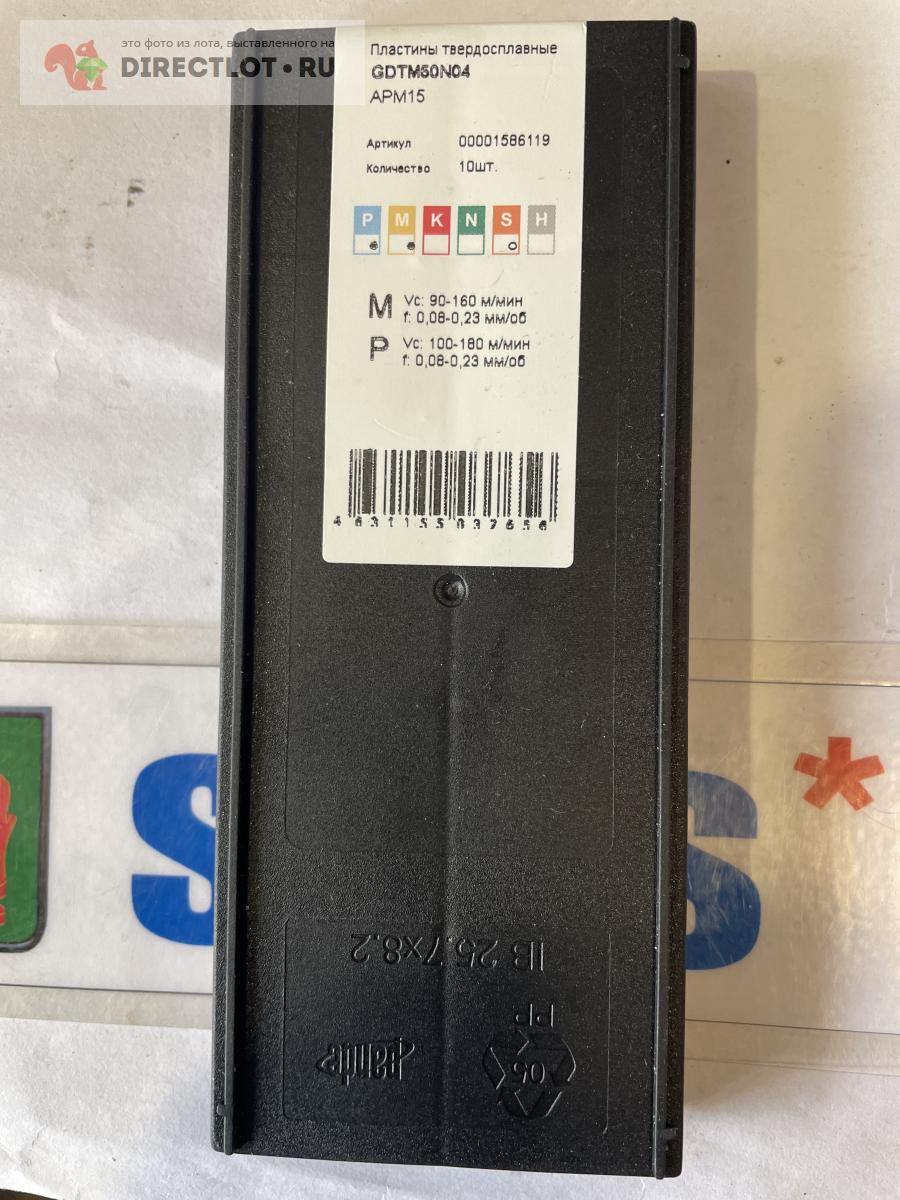 это фото из лота, выставленного на
DIRECTLOT•RU
Пластины твердосплавные
GDTM50N04
APM15
Артикул 00001586119
Количество 10шт.
P M K N S H
M Vc: 90-160 м/мин
f: 0,08-0,23 мм/об
P Vc: 100-180 м/мин
f: 0,08-0,23 мм/об
4 631155 037656
S S *
IB 25.7x8.2
PP
05